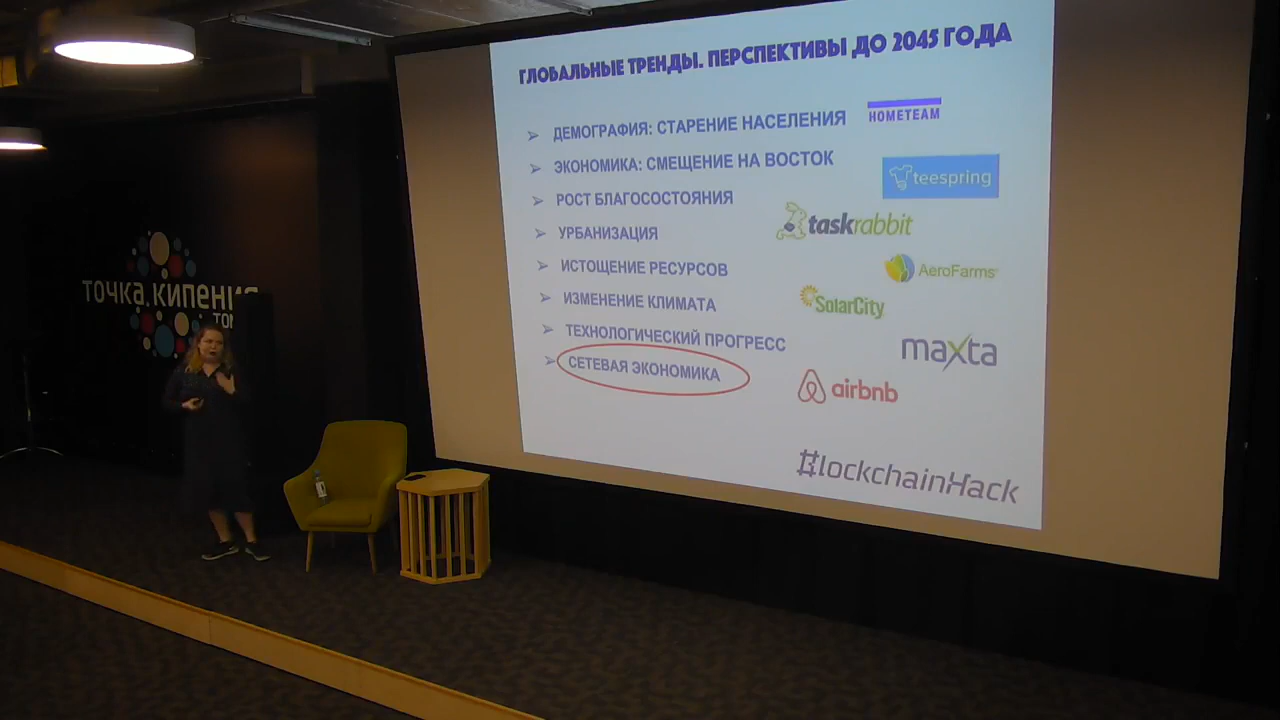 ГЛОБАЛЬНЫЕ ТРЕНДЫ. ПЕРСПЕКТИВЫ ДО 2045 ГОДА
ДЕМОГРАФИЯ: СТАРЕНИЕ НАСЕЛЕНИЯ
HOMETEAM
ЭКОНОМИКА: СМЕЩЕНИЕ НА ВОСТОК
teespring
РОСТ БЛАГОСОСТОЯНИЯ
taskrabbit
УРБАНИЗАЦИЯ
ИСТОЩЕНИЕ РЕСУРСОВ
AeroFarms
ИЗМЕНЕНИЕ КЛИМАТА
SolarCity
ТЕХНОЛОГИЧЕСКИЙ ПРОГРЕСС
maxta
СЕТЕВАЯ ЭКОНОМИКА
airbnb
BlockchainHack
точка.кипения